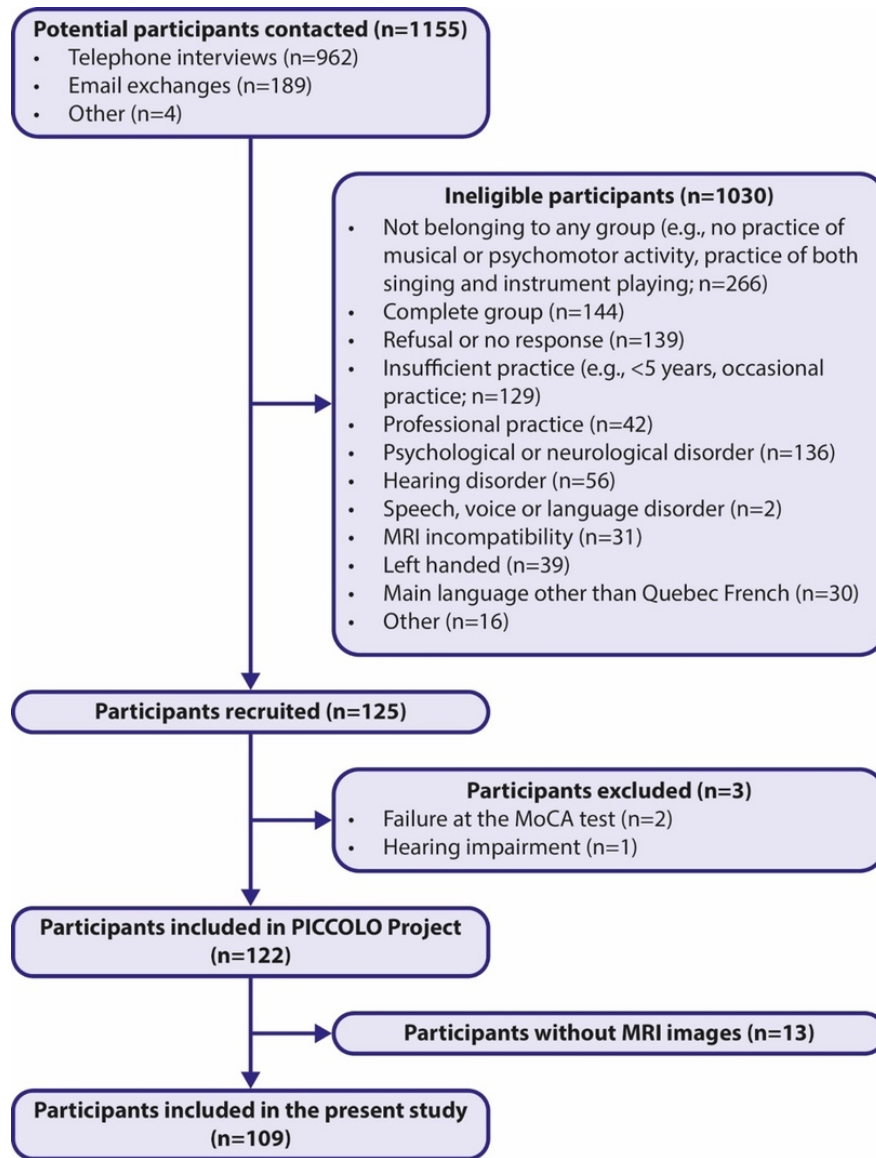 Potential participants contacted (n=1155)
• Telephone interviews (n=962)
• Email exchanges (n=189)
• Other (n=4)
Ineligible participants (n=1030)
• Not belonging to any group (e.g., no practice of
musical or psychomotor activity, practice of both
singing and instrument playing; n=266)
• Complete group (n=144)
• Refusal or no response (n=139)
• Insufficient practice (e.g., <5 years, occasional
practice; n=129)
• Professional practice (n=42)
• Psychological or neurological disorder (n=136)
• Hearing disorder (n=56)
• Speech, voice or language disorder (n=2)
• MRI incompatibility (n=31)
• Left handed (n=39)
• Main language other than Quebec French (n=30)
• Other (n=16)
Participants recruited (n=125)
Participants excluded (n=3)
• Failure at the MoCA test (n=2)
• Hearing impairment (n=1)
Participants included in PICCOLO Project
(n=122)
Participants without MRI images (n=13)
Participants included in the present study
(n=109)